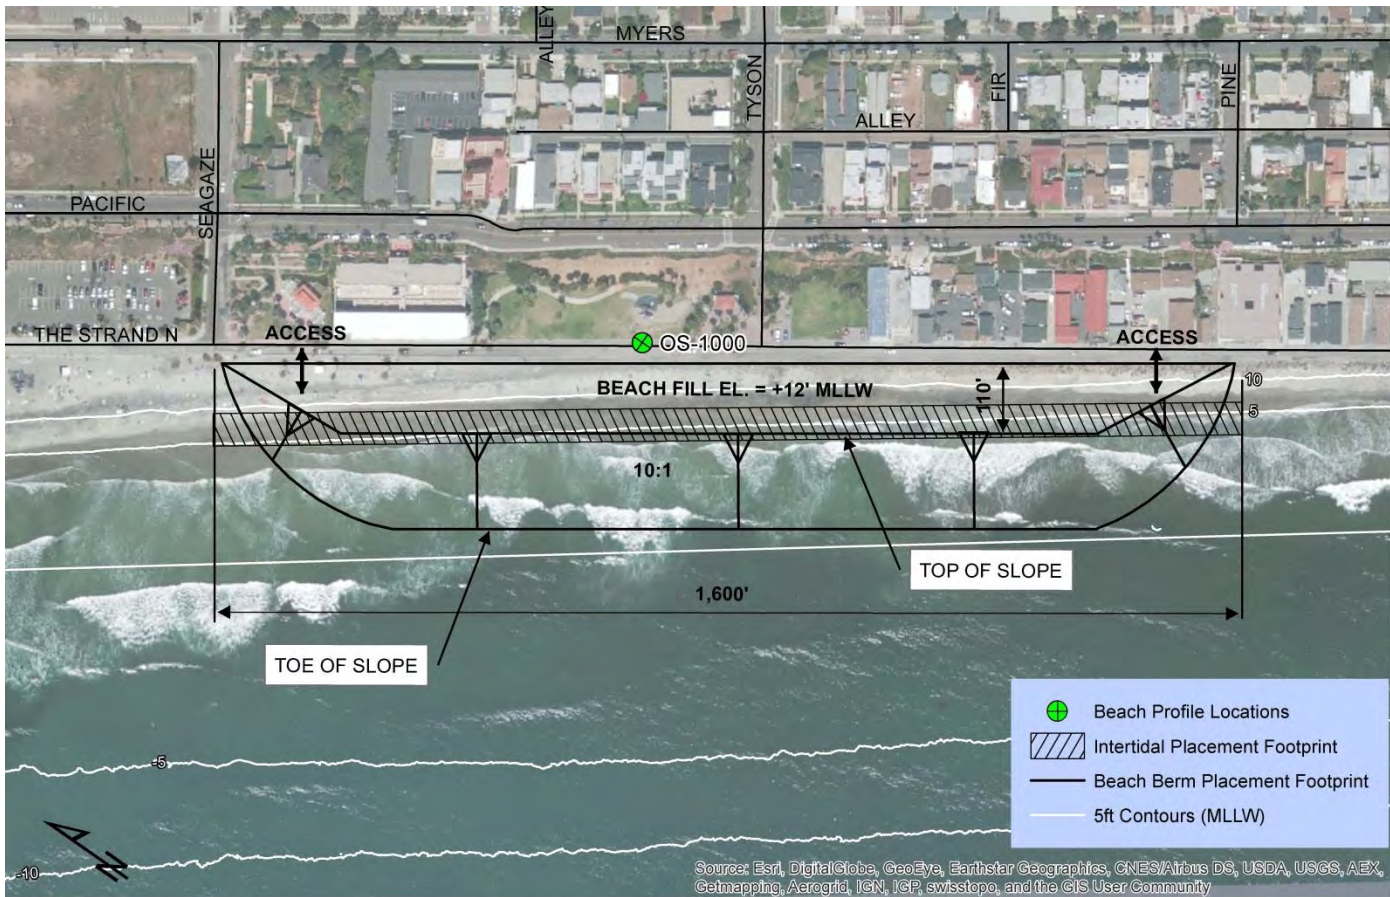 MYERS
ALLEY
TYSON
FIR
PINE
ALLEY
SEAGAZE
PACIFIC
THE STRAND N
ACCESS
OS-1000
ACCESS
BEACH FILL EL. = +12' MLLW
110'
10
5
10:1
TOP OF SLOPE
1,600'
TOE OF SLOPE
-5
-10
N
Beach Profile Locations
Intertidal Placement Footprint
Beach Berm Placement Footprint
5ft Contours (MLLW)
Source: Esri, DigitalGlobe, GeoEye, Earthstar Geographics, CNES/Airbus DS, USDA, USGS, AEX,
Getmapping, Aerogrid, IGN, IGP, swisstopo, and the GIS User Community